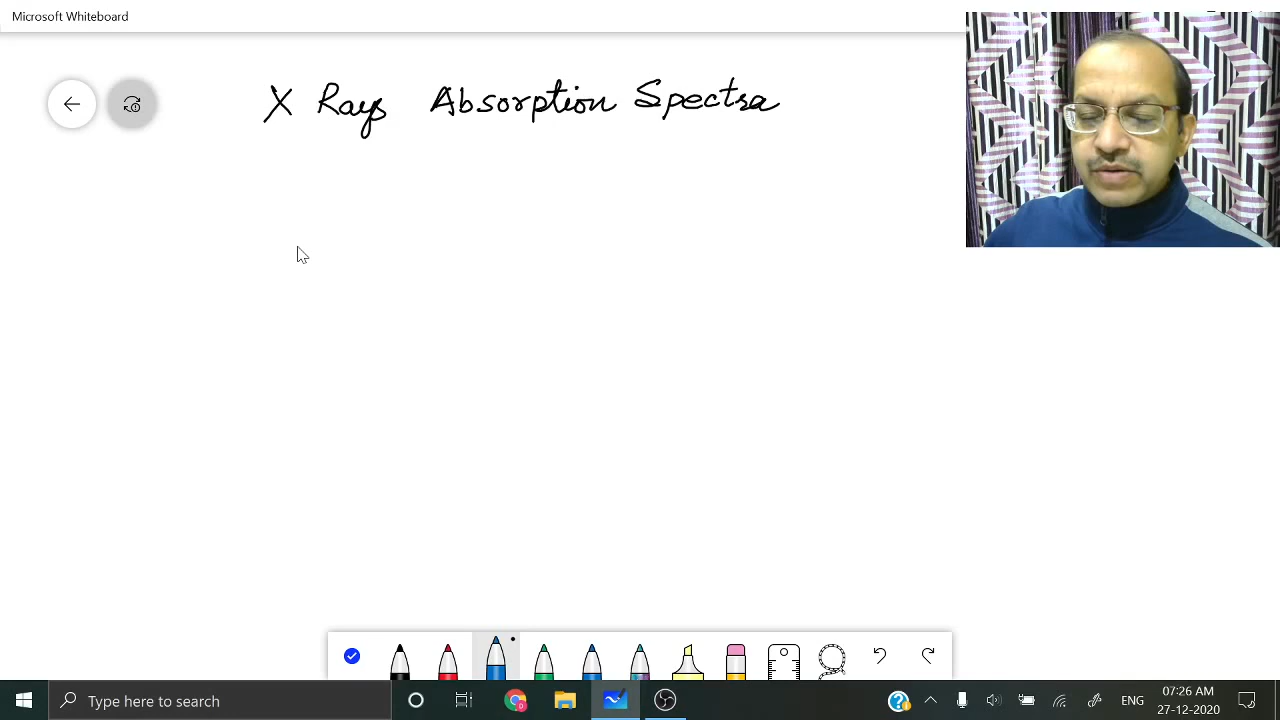 Microsoft Whiteboard
X Rays Absorption Spectra
Type here to search
ENG
07:26 AM
27-12-2020